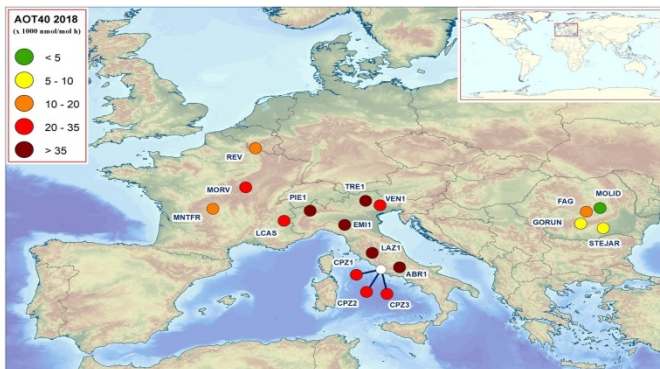 AOT40 2018
(x 1000 nmol/mol h)
< 5
5 - 10
10 - 20
20 - 35
> 35
REV
MORV
MNTFR
LCAS
PIE1
TRE1
VEN1
EMI1
LAZ1
CPZ1
ABR1
CPZ2
CPZ3
MOLID
FAG
GORUN
STEJAR